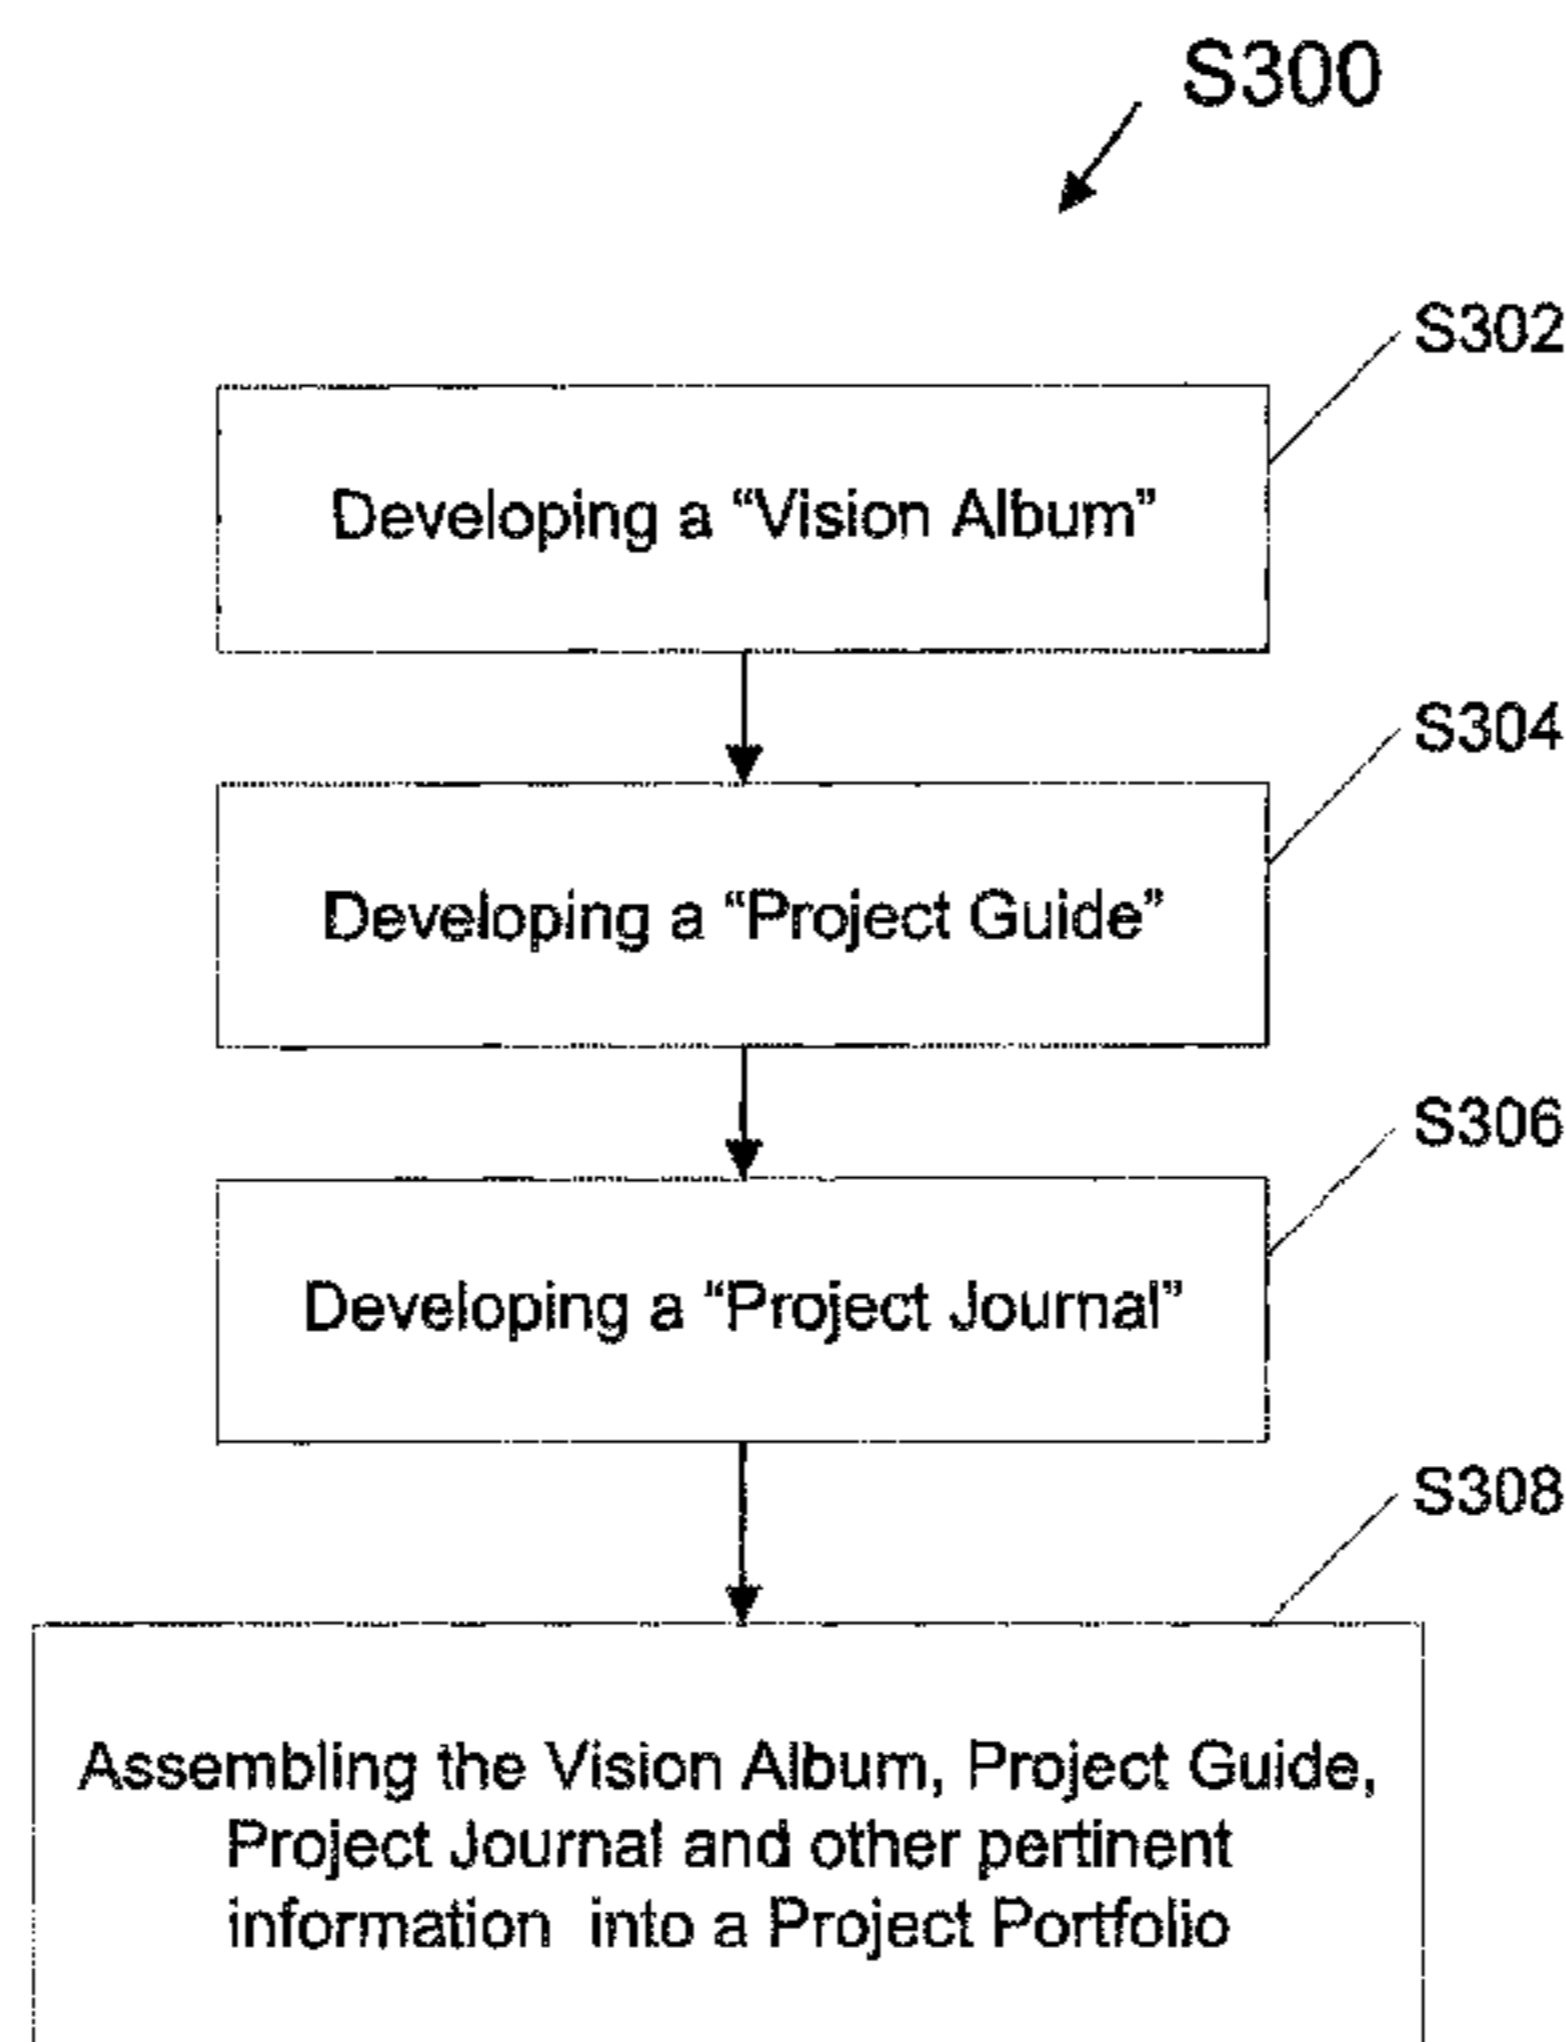 S300
S302
Developing a “Vision Album”
S304
Developing a “Project Guide”
S306
Developing a “Project Journal”
S308
Assembling the Vision Album, Project Guide,
Project Journal and other pertinent
information into a Project Portfolio